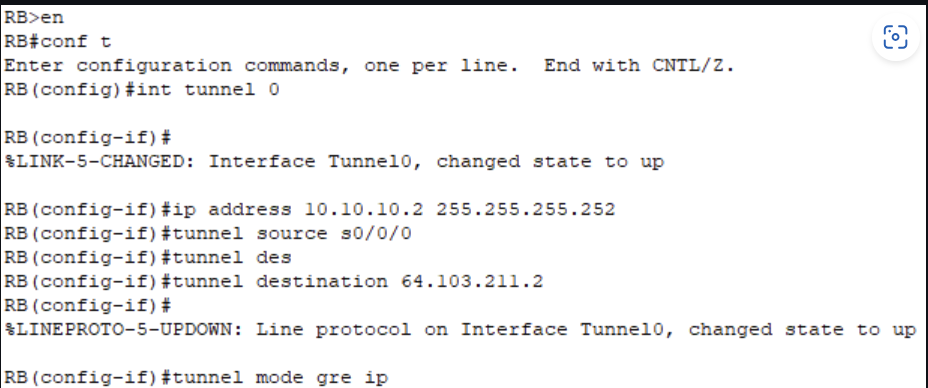 RB>en
RB#conf t
Enter configuration commands, one per line.  End with CNTL/Z.
RB(config)#int tunnel 0
RB(config-if)#
%LINK-5-CHANGED: Interface Tunnel0, changed state to up
RB(config-if)#ip address 10.10.10.2 255.255.255.252
RB(config-if)#tunnel source s0/0/0
RB(config-if)#tunnel des
RB(config-if)#tunnel destination 64.103.211.2
RB(config-if)#
%LINEPROTO-5-UPDOWN: Line protocol on Interface Tunnel0, changed state to up
RB(config-if)#tunnel mode gre ip